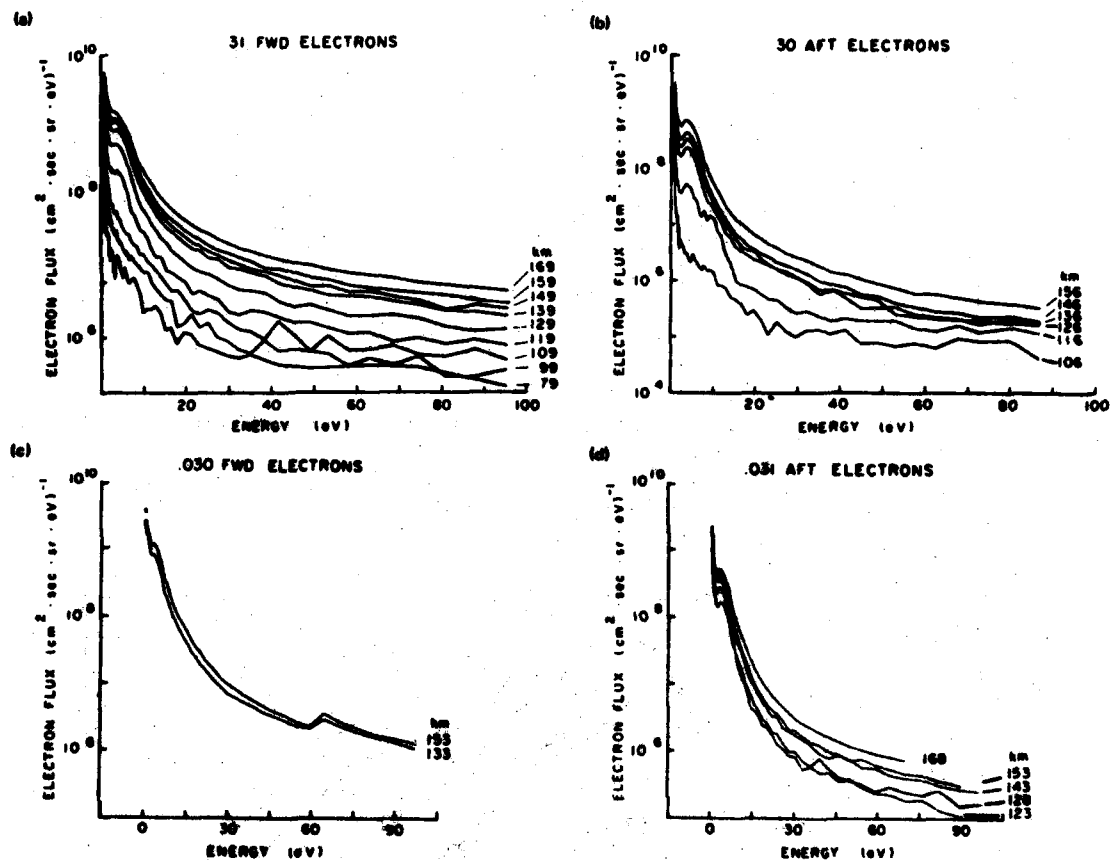 (a)
31 FWD ELECTRONS
ELECTRON FLUX (cm² · sec · sr · eV)⁻¹
10¹⁰
10⁸
10⁶
km
169
159
149
139
129
119
109
99
79
20
40
60
80
100
ENERGY (eV)
(b)
30 AFT ELECTRONS
ELECTRON FLUX (cm² · sec · sr · eV)⁻¹
10¹⁰
10⁸
10⁶
10⁴
km
156
146
136
126
116
106
20
40
60
80
100
ENERGY (eV)
(c)
.030 FWD ELECTRONS
ELECTRON FLUX (cm² · sec · sr · eV)⁻¹
10¹⁰
10⁸
10⁶
km
155
135
0
30
60
90
ENERGY (eV)
(d)
.031 AFT ELECTRONS
ELECTRON FLUX (cm² · sec · sr · eV)⁻¹
10¹⁰
10⁸
10⁶
168
km
153
143
128
123
0
30
60
90
ENERGY (eV)